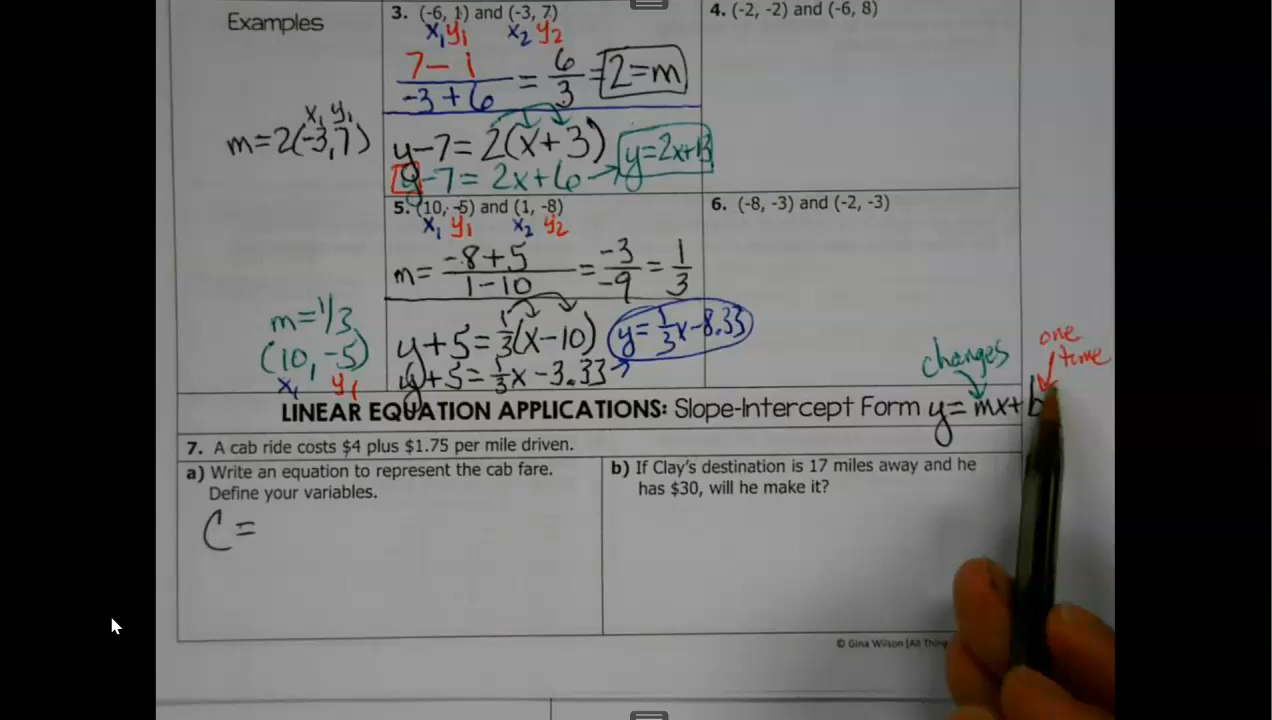 Examples
3. (-6, 1) and (-3, 7)
x₁ y₁ x₂ y₂
7 - 1 / -3 + 6 = 6/3 = 2 = m
x₁ y₁
m = 2 (-3, 7)
y - 7 = 2(x + 3)
y = 2x + 13
y - 7 = 2x + 6 →
4. (-2, -2) and (-6, 8)
5. (10, -5) and (1, -8)
x₁ y₁ x₂ y₂
m = -8 + 5 / 1 - 10 = -3/-9 = 1/3
m = 1/3
(10, -5)
x₁ y₁
y + 5 = 1/3(x - 10)
y = 1/3x - 8.33
y + 5 = 1/3x - 3.33 →
6. (-8, -3) and (-2, -3)
one
time
changes
LINEAR EQUATION APPLICATIONS: Slope-Intercept Form y = mx + b
7. A cab ride costs $4 plus $1.75 per mile driven.
a) Write an equation to represent the cab fare.
Define your variables.
C =
b) If Clay's destination is 17 miles away and he
has $30, will he make it?
© Gina Wilson (All Thin